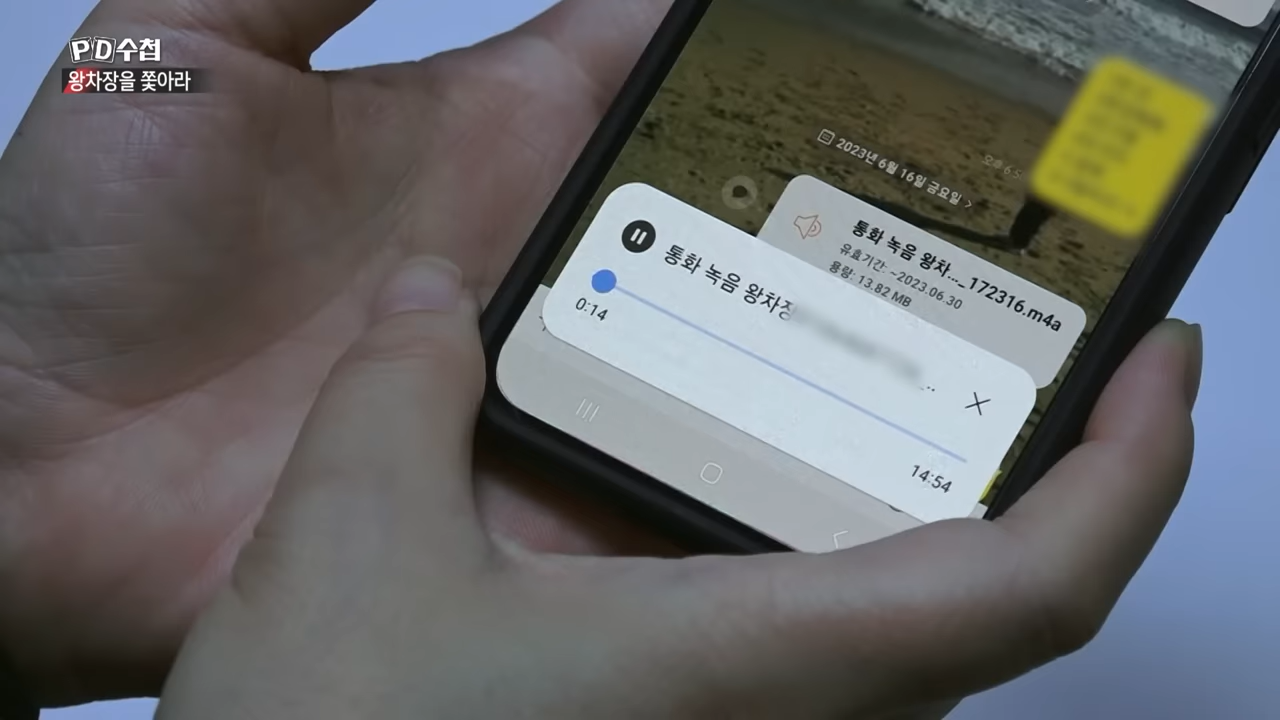 PD수첩
왕차장을 쫓아라
2023년 6월 16일 금요일 >
통화 녹음 왕차..._172316.m4a
유효기간: ~2023.06.30
용량: 13.82 MB
통화 녹음 왕차장
0:14
14:54